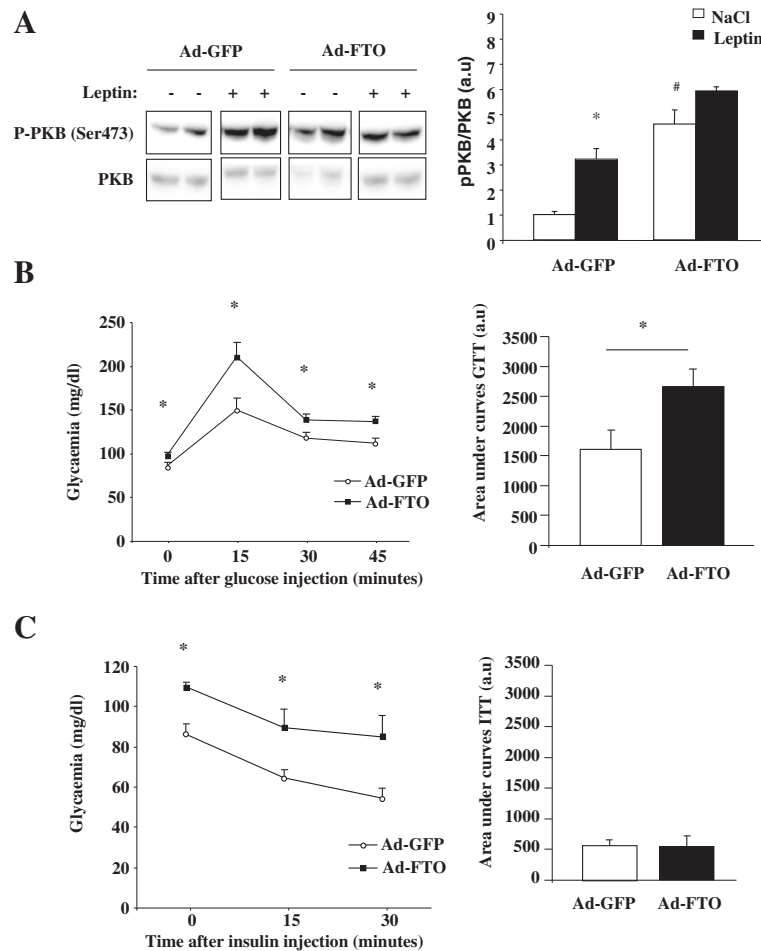 A
Ad-GFP Ad-FTO
Leptin: - - + + - - + +
P-PKB (Ser473)
PKB
NaCl
Leptin
pPKB/PKB (a.u)
9
6
5
4
3
2
1
0
*
#
Ad-GFP Ad-FTO
B
Glycaemia (mg/dl)
250
200
150
100
50
0
* * * *
Ad-GFP
Ad-FTO
0 15 30 45
Time after glucose injection (minutes)
Area under curves GTT (a.u)
3500
3000
2500
2000
1500
1000
500
0
*
Ad-GFP Ad-FTO
C
Glycaemia (mg/dl)
120
100
80
60
40
20
0
* * *
Ad-GFP
Ad-FTO
0 15 30
Time after insulin injection (minutes)
Area under curves ITT (a.u)
3500
3000
2500
2000
1500
1000
500
0
Ad-GFP Ad-FTO